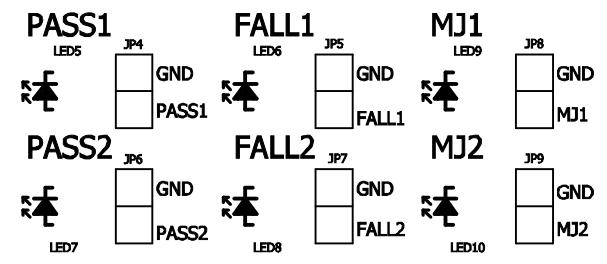 PASS1 FALL1 MJ1
LED5 JP4 LED6 JP5 LED9 JP8
GND GND GND
PASS1 FALL1 MJ1
PASS2 FALL2 MJ2
JP6 JP7 JP9
GND GND GND
PASS2 FALL2 MJ2
LED7 LED8 LED10